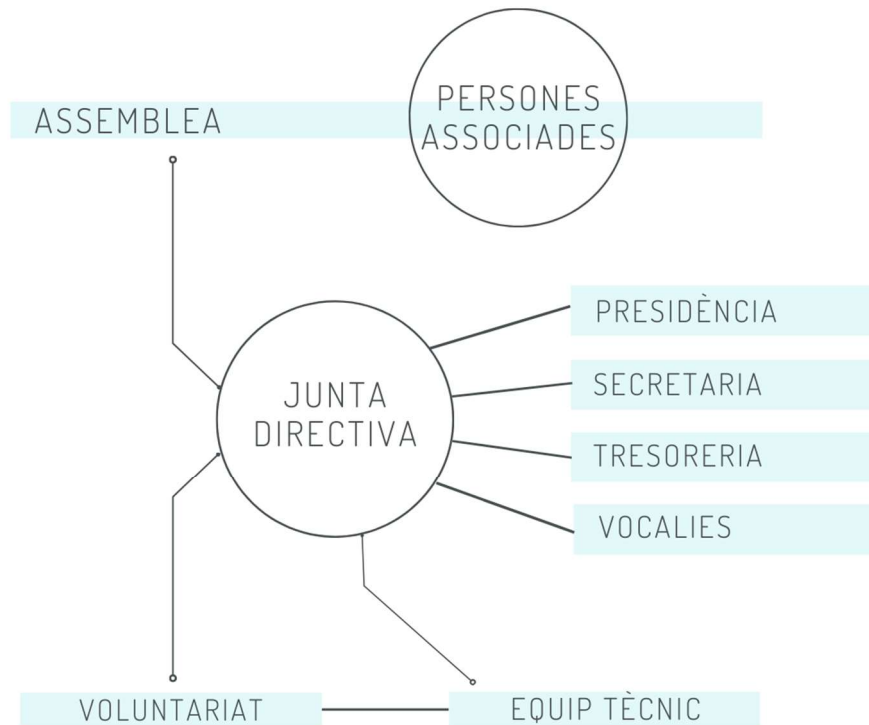 ASSEMBLEA
PERSONES
ASSOCIADES
JUNTA
DIRECTIVA
PRESIDÈNCIA
SECRETARIA
TRESORERIA
VOCALIES
VOLUNTARIAT
EQUIP TÈCNIC